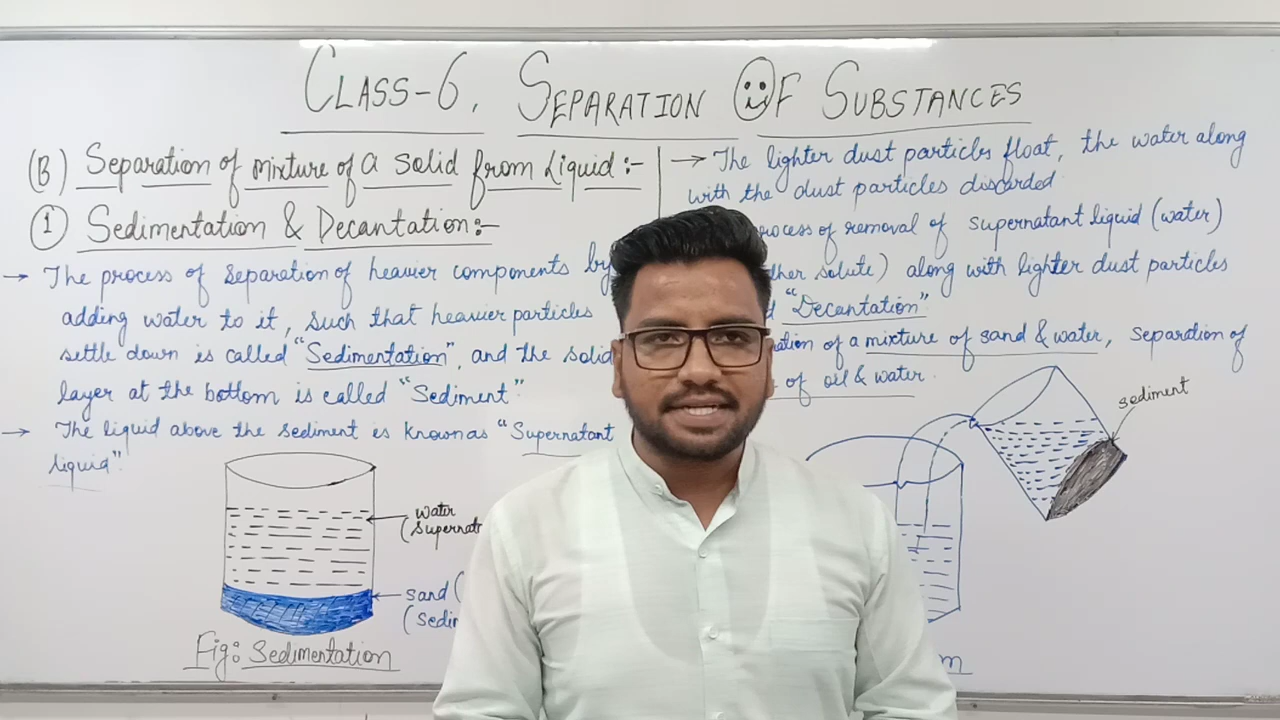 CLASS-6, SEPARATION OF SUBSTANCES
(B) Separation of mixture of a solid from Liquid:-
① Sedimentation & Decantation:-
→ The process of separation of heavier components by
adding water to it, such that heavier particles
settle down is called "Sedimentation", and the solid
layer at the bottom is called "Sediment"
→ The liquid above the sediment is known as "Supernatant
liquid"
water
sand
Fig: Sedimentation
→ The lighter dust particles float, the water along
with the dust particles discarded
of removal of supernatant liquid (water)
solute) along with lighter dust particles
"Decantation"
of a mixture of sand & water, separation of
of oil & water.
sediment